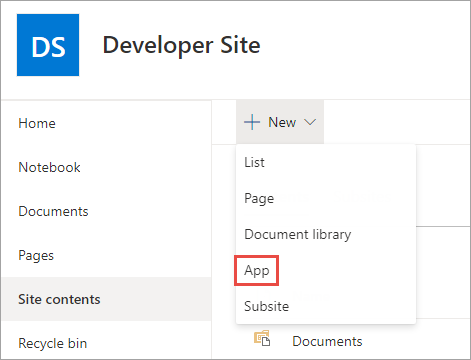 DS
Developer Site
Home
Notebook
Documents
Pages
Site contents
Recycle bin
New
List
Page
Document library
App
Subsite
Documents